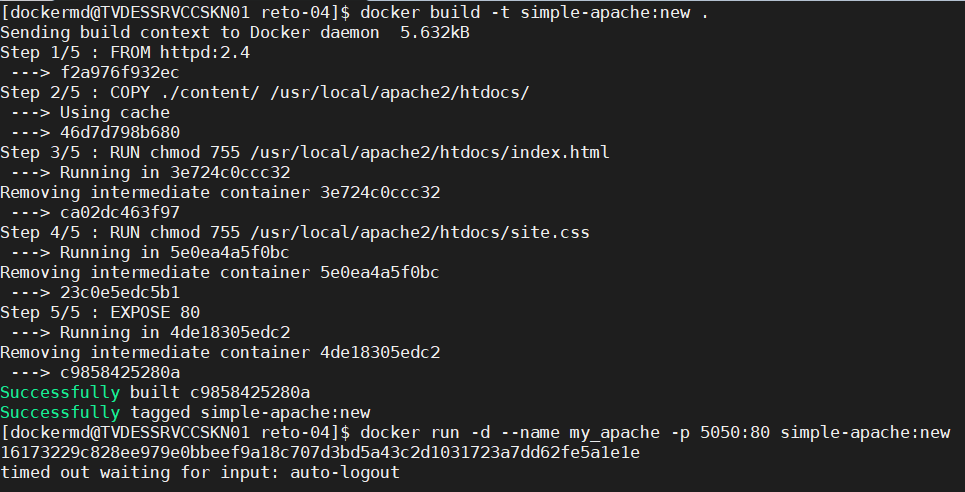 [dockermd@TVDESSRVCCSKN01 reto-04]$ docker build -t simple-apache:new .
Sending build context to Docker daemon  5.632kB
Step 1/5 : FROM httpd:2.4
 ---> f2a976f932ec
Step 2/5 : COPY ./content/ /usr/local/apache2/htdocs/
 ---> Using cache
 ---> 46d7d798b680
Step 3/5 : RUN chmod 755 /usr/local/apache2/htdocs/index.html
 ---> Running in 3e724c0ccc32
Removing intermediate container 3e724c0ccc32
 ---> ca02dc463f97
Step 4/5 : RUN chmod 755 /usr/local/apache2/htdocs/site.css
 ---> Running in 5e0ea4a5f0bc
Removing intermediate container 5e0ea4a5f0bc
 ---> 23c0e5edc5b1
Step 5/5 : EXPOSE 80
 ---> Running in 4de18305edc2
Removing intermediate container 4de18305edc2
 ---> c9858425280a
Successfully built c9858425280a
Successfully tagged simple-apache:new
[dockermd@TVDESSRVCCSKN01 reto-04]$ docker run -d --name my_apache -p 5050:80 simple-apache:new
16173229c828ee979e0bbeef9a18c707d3bd5a43c2d1031723a7dd62fe5a1e1e
timed out waiting for input: auto-logout